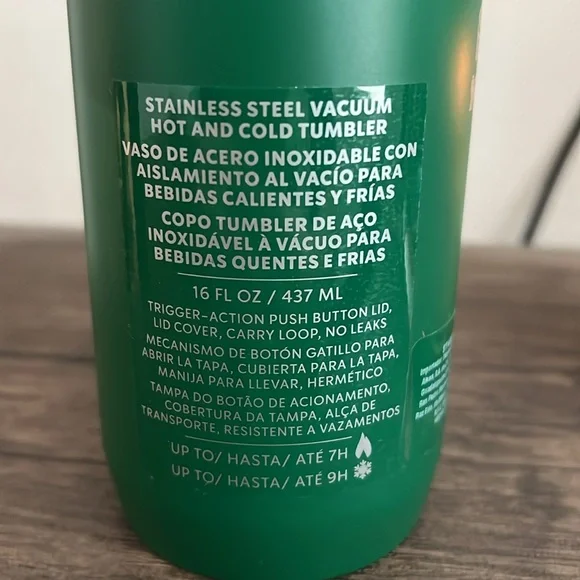 STAINLESS STEEL VACUUM
HOT AND COLD TUMBLER
VASO DE ACERO INOXIDABLE CON
AISLAMIENTO AL VACÍO PARA
BEBIDAS CALIENTES Y FRÍAS
COPO TUMBLER DE AÇO
INOXIDÁVEL À VÁCUO PARA
BEBIDAS QUENTES E FRIAS
16 FL OZ / 437 ML
TRIGGER-ACTION PUSH BUTTON LID,
LID COVER, CARRY LOOP, NO LEAKS
MECANISMO DE BOTÓN GATILLO PARA
ABRIR LA TAPA, CUBIERTA PARA LA TAPA,
MANIJA PARA LLEVAR, HERMÉTICO
TAMPA DO BOTÃO DE ACIONAMENTO,
COBERTURA DA TAMPA, ALÇA DE
TRANSPORTE, RESISTENTE A VAZAMENTOS
UP TO/ HASTA/ ATÉ 7H
UP TO/ HASTA/ ATÉ 9H